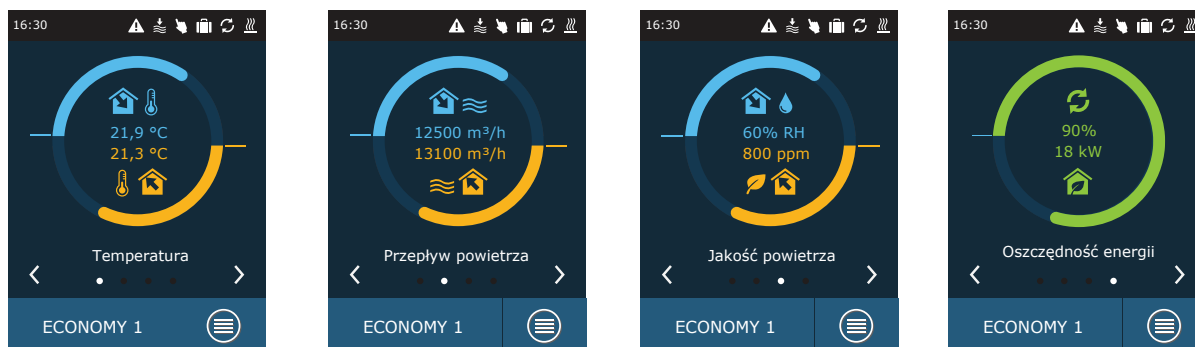 16:30
21,9 °C
21,3 °C
Temperatura
ECONOMY 1
16:30
12500 m³/h
13100 m³/h
Przepływ powietrza
ECONOMY 1
16:30
60% RH
800 ppm
Jakość powietrza
ECONOMY 1
16:30
90%
18 kW
Oszczędność energii
ECONOMY 1